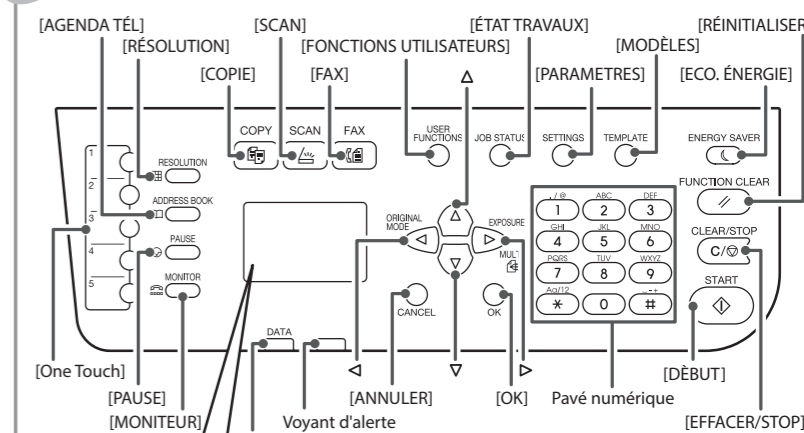 [AGENDA TÉL]
[SCAN]
[ÉTAT TRAVAUX]
[RÉINITIALISER
[RÉSOLUTION]
[FONCTIONS UTILISATEURS]
[MODÈLES]
[COPIE]
[FAX]
Δ
[PARAMETRES]
[ECO. ÉNERGIE]
COPY
SCAN
FAX
USER
FUNCTIONS
JOB STATUS
SETTINGS
TEMPLATE
ENERGY SAVER
1
RESOLUTION
2
ADDRESS BOOK
3
PAUSE
4
MONITOR
5
ORIGINAL
MODE
EXPOSURE
MULT
CANCEL
OK
DATA
. / @
ABC
DEF
1
2
3
GHI
JKL
MNO
4
5
6
PQRS
TUV
WXYZ
7
8
9
Aa/12
_-+
*
0
#
FUNCTION CLEAR
CLEAR/STOP
C/
START
[One Touch]
[PAUSE]
[MONITEUR]
Voyant d'alerte
[ANNULER]
[OK]
Pavé numérique
[DÈBUT]
[EFFACER/STOP]